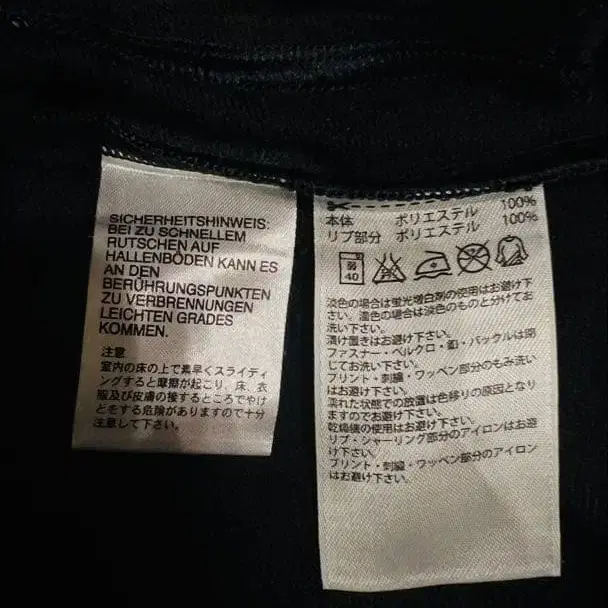 SICHERHEITSHINWEIS:
BEI ZU SCHNELLEM
RUTSCHEN AUF
HALLENBÖDEN KANN ES
AN DEN
BERÜHRUNGSPUNKTEN
ZU VERBRENNUNGEN
LEICHTEN GRADES
KOMMEN.
注意
室内の床の上で素早くスライディ
ングすると摩擦が起こり、床、衣
服及び皮膚の接するところでやけ
どをする危険がありますので十分
注意して下さい。
本体 ポリエステル 100%
リブ部分 ポリエステル 100%
弱
40
淡色の場合は蛍光増白剤の使用はお避け下
さい。濃色の場合は淡色のものと分けてお
洗い下さい。
漬け置きはお避け下さい。
ファスナー・ベルクロ・釦・バックルは閉
じてお洗い下さい。
プリント・刺繍・ワッペン部分のもみ洗い
はお避け下さい。
濡れた状態での放置は色移りの原因となり
ますのでお避け下さい。
乾燥機の使用はお避け下さい。
リブ・シャーリング部分のアイロンはお避
け下さい。
プリント・刺繍・ワッペン部分のアイロン
はお避け下さい。